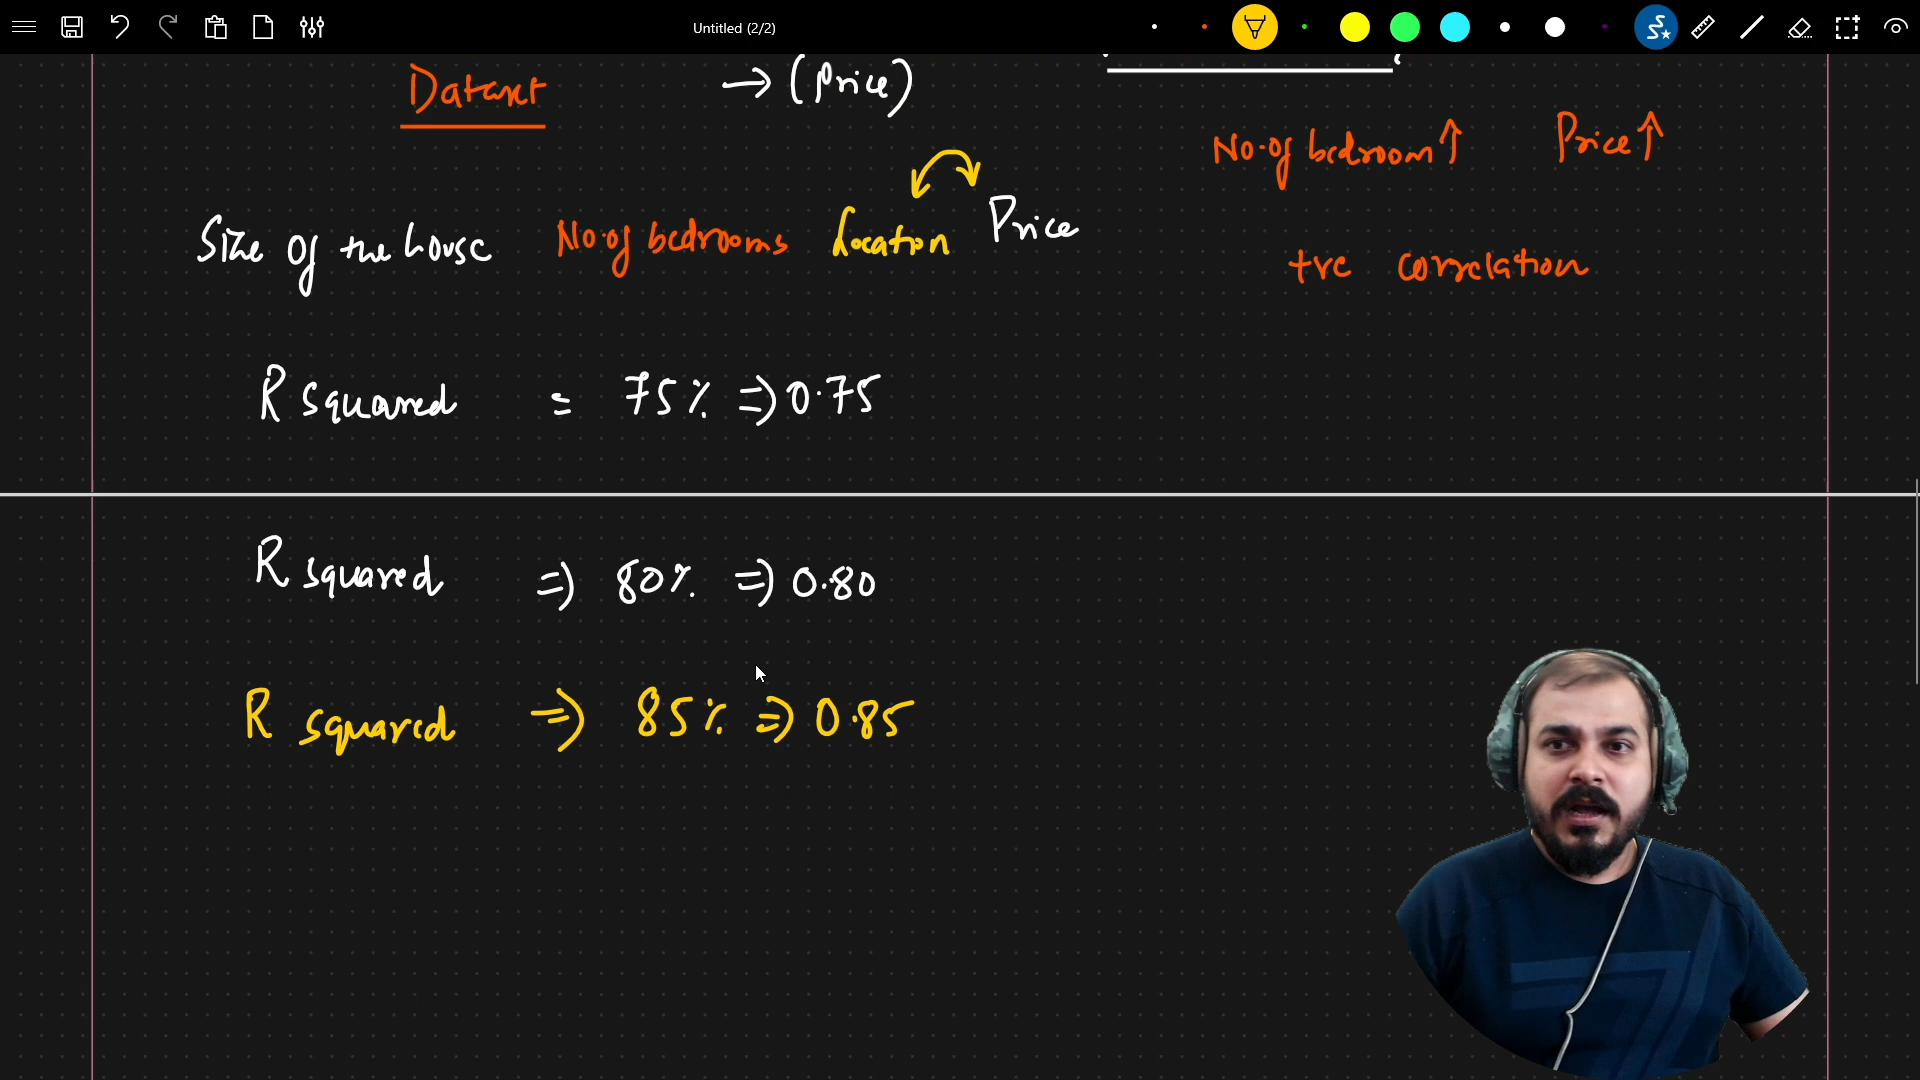 Untitled (2/2)
Dataset → (Price)
No. of bedroom ↑ Price ↑
Size of the house No. of bedrooms Location Price
+ve correlation
R squared = 75% ⇒ 0.75
R squared ⇒ 80% ⇒ 0.80
R squared ⇒ 85% ⇒ 0.85